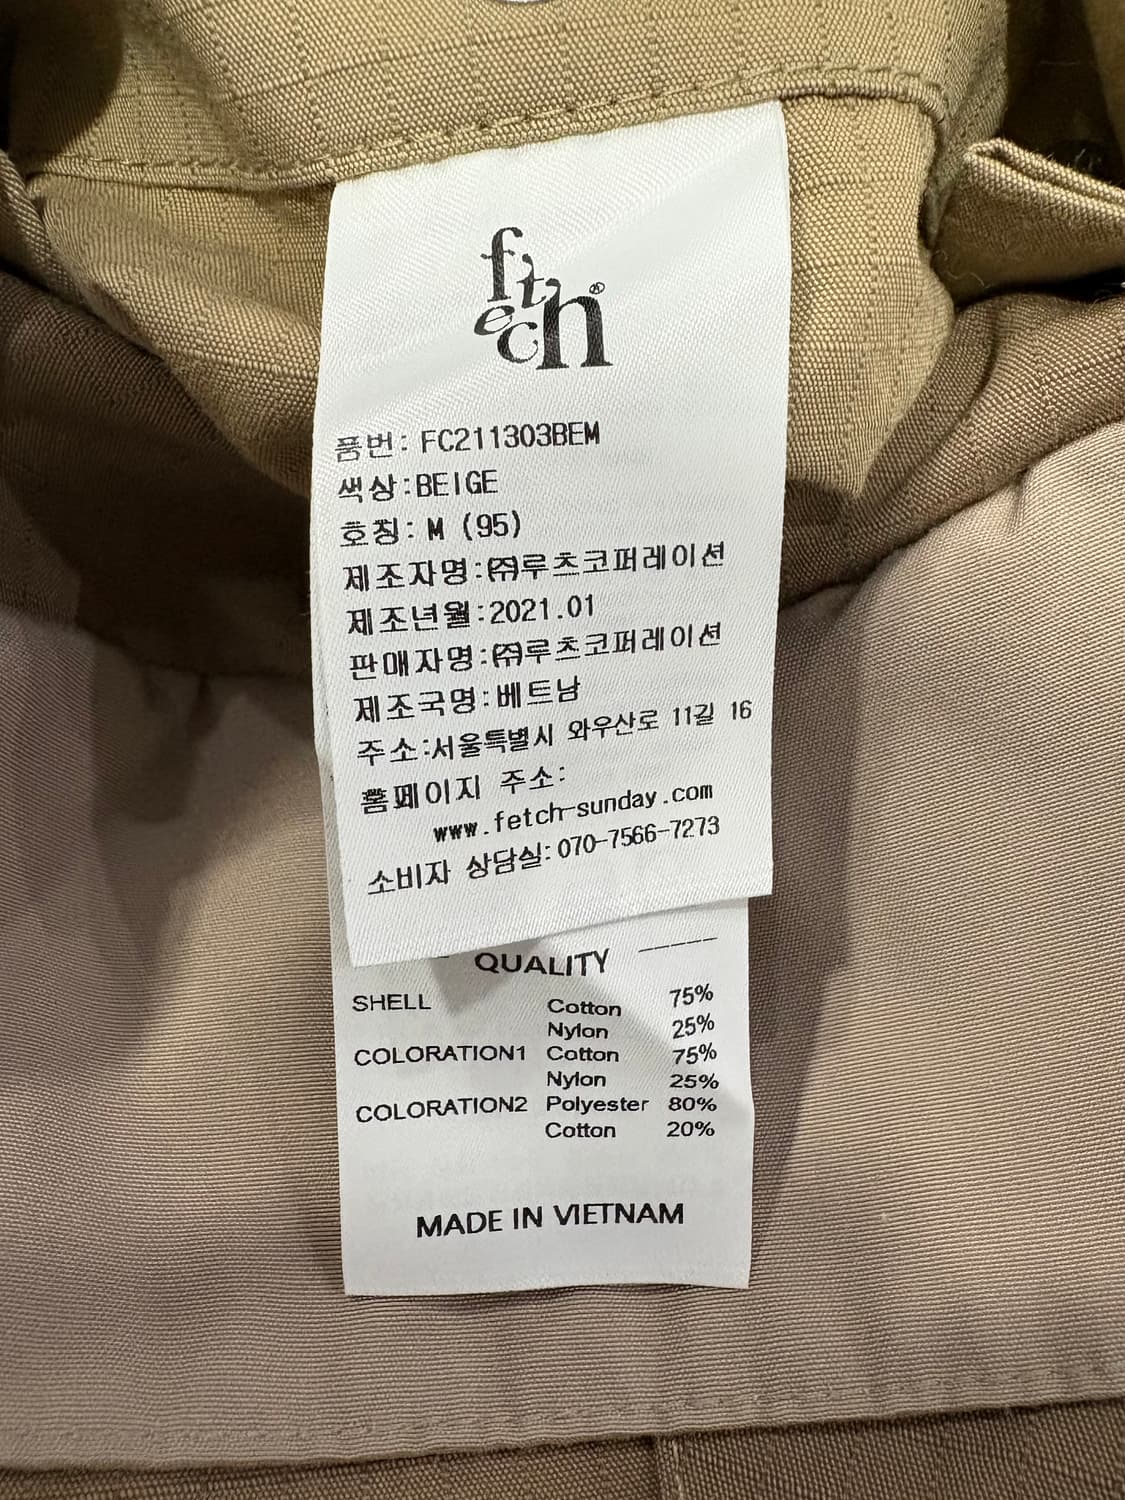 fetch®
품번: FC211303BEM
색상:BEIGE
호칭: M (95)
제조자명:㈜루츠코퍼레이션
제조년월:2021.01
판매자명:㈜루츠코퍼레이션
제조국명:베트남
주소:서울특별시 와우산로 11길 16
홈페이지 주소:
www.fetch-sunday.com
소비자 상담실:070-7566-7273
QUALITY -----
SHELL Cotton 75%
Nylon 25%
COLORATION1 Cotton 75%
Nylon 25%
COLORATION2 Polyester 80%
Cotton 20%
MADE IN VIETNAM